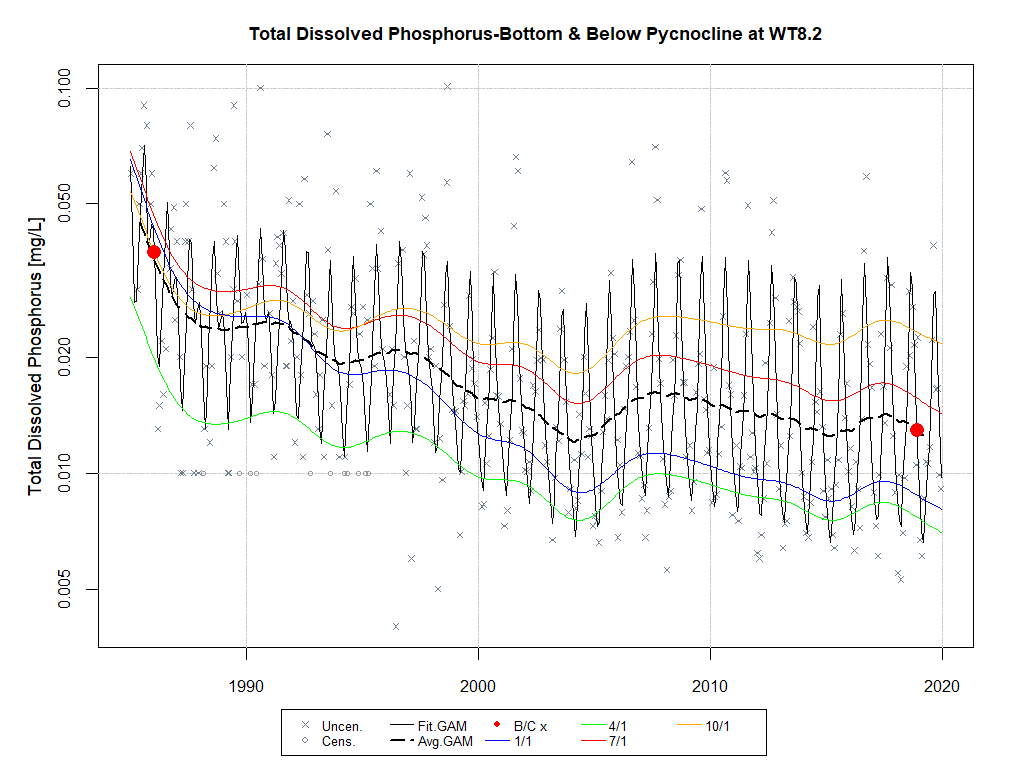 Total Dissolved Phosphorus-Bottom & Below Pycnocline at WT8.2
Total Dissolved Phosphorus [mg/L]
0.100
0.050
0.020
0.010
0.005
1990 2000 2010 2020
Uncen. Fit.GAM B/C x 4/1 10/1
Cens. Avg.GAM 1/1 7/1